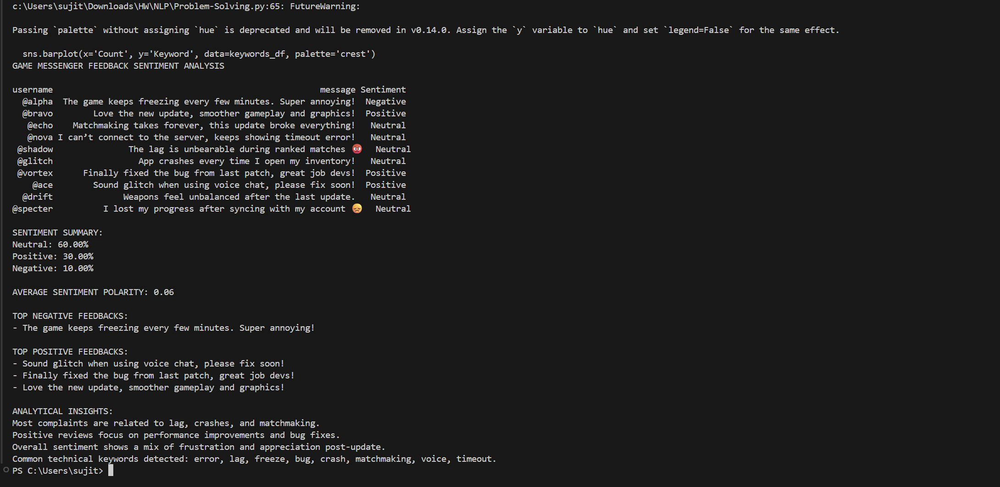 c:\Users\sujit\Downloads\HW\NLP\Problem-Solving.py:65: FutureWarning:
Passing `palette` without assigning `hue` is deprecated and will be removed in v0.14.0. Assign the `y` variable to `hue` and set `legend=False` for the same effect.
sns.barplot(x='Count', y='Keyword', data=keywords_df, palette='crest')
GAME MESSENGER FEEDBACK SENTIMENT ANALYSIS
username message Sentiment
@alpha The game keeps freezing every few minutes. Super annoying! Negative
@bravo Love the new update, smoother gameplay and graphics! Positive
@echo Matchmaking takes forever, this update broke everything! Neutral
@nova I can’t connect to the server, keeps showing timeout error! Neutral
@shadow The lag is unbearable during ranked matches 😡 Neutral
@glitch App crashes every time I open my inventory! Neutral
@vortex Finally fixed the bug from last patch, great job devs! Positive
@ace Sound glitch when using voice chat, please fix soon! Positive
@drift Weapons feel unbalanced after the last update. Neutral
@specter I lost my progress after syncing with my account 😞 Neutral
SENTIMENT SUMMARY:
Neutral: 60.00%
Positive: 30.00%
Negative: 10.00%
AVERAGE SENTIMENT POLARITY: 0.06
TOP NEGATIVE FEEDBACKS:
- The game keeps freezing every few minutes. Super annoying!
TOP POSITIVE FEEDBACKS:
- Sound glitch when using voice chat, please fix soon!
- Finally fixed the bug from last patch, great job devs!
- Love the new update, smoother gameplay and graphics!
ANALYTICAL INSIGHTS:
Most complaints are related to lag, crashes, and matchmaking.
Positive reviews focus on performance improvements and bug fixes.
Overall sentiment shows a mix of frustration and appreciation post-update.
Common technical keywords detected: error, lag, freeze, bug, crash, matchmaking, voice, timeout.
PS C:\Users\sujit>